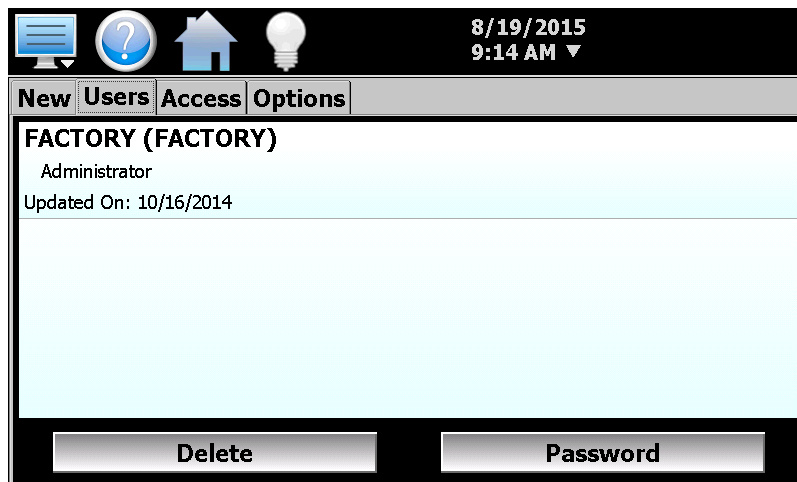 ?
8/19/2015
9:14 AM ▼
New Users Access Options
FACTORY (FACTORY)
Administrator
Updated On: 10/16/2014
Delete Password